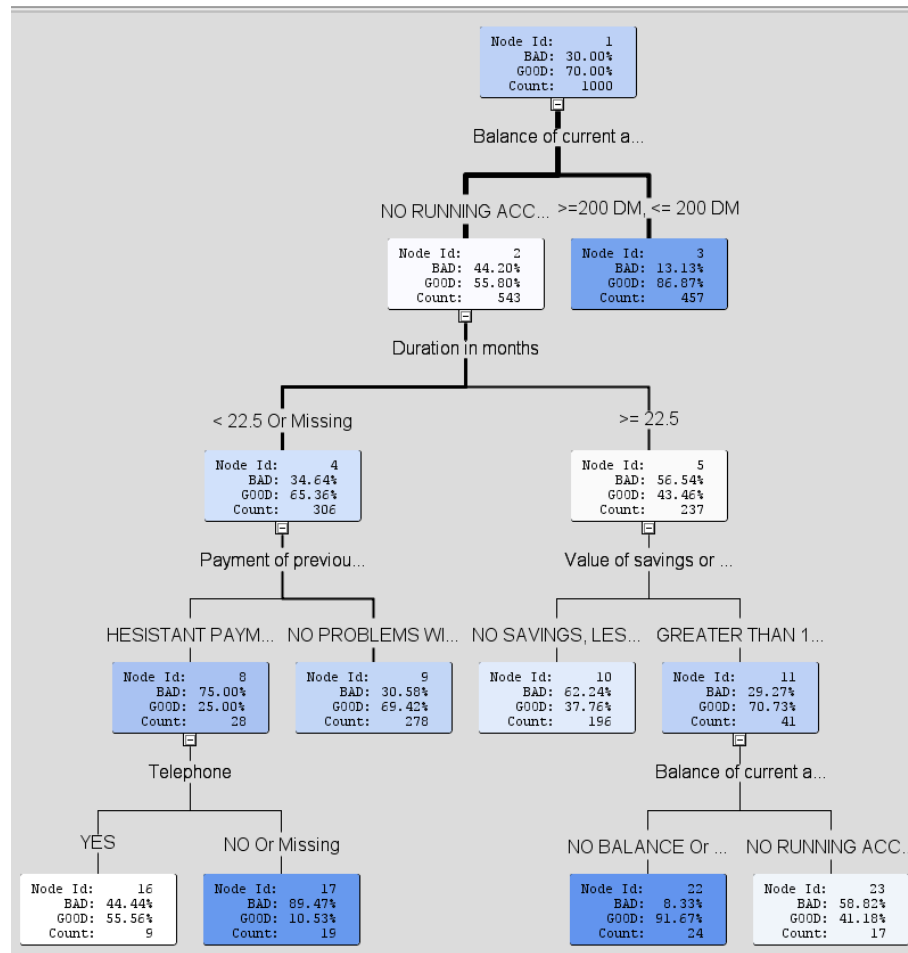 Node Id: 1
BAD: 30.00%
GOOD: 70.00%
Count: 1000
Balance of current a...
NO RUNNING ACC...
>=200 DM, <= 200 DM
Node Id: 2
BAD: 44.20%
GOOD: 55.80%
Count: 543
Node Id: 3
BAD: 13.13%
GOOD: 86.87%
Count: 457
Duration in months
< 22.5 Or Missing
>= 22.5
Node Id: 4
BAD: 34.64%
GOOD: 65.36%
Count: 306
Node Id: 5
BAD: 56.54%
GOOD: 43.46%
Count: 237
Payment of previou...
Value of savings or ...
HESISTANT PAYM...
NO PROBLEMS WI...
NO SAVINGS, LES...
GREATER THAN 1...
Node Id: 8
BAD: 75.00%
GOOD: 25.00%
Count: 28
Node Id: 9
BAD: 30.58%
GOOD: 69.42%
Count: 278
Node Id: 10
BAD: 62.24%
GOOD: 37.76%
Count: 196
Node Id: 11
BAD: 29.27%
GOOD: 70.73%
Count: 41
Telephone
Balance of current a...
YES
NO Or Missing
NO BALANCE Or ...
NO RUNNING ACC..
Node Id: 16
BAD: 44.44%
GOOD: 55.56%
Count: 9
Node Id: 17
BAD: 89.47%
GOOD: 10.53%
Count: 19
Node Id: 22
BAD: 8.33%
GOOD: 91.67%
Count: 24
Node Id: 23
BAD: 58.82%
GOOD: 41.18%
Count: 17